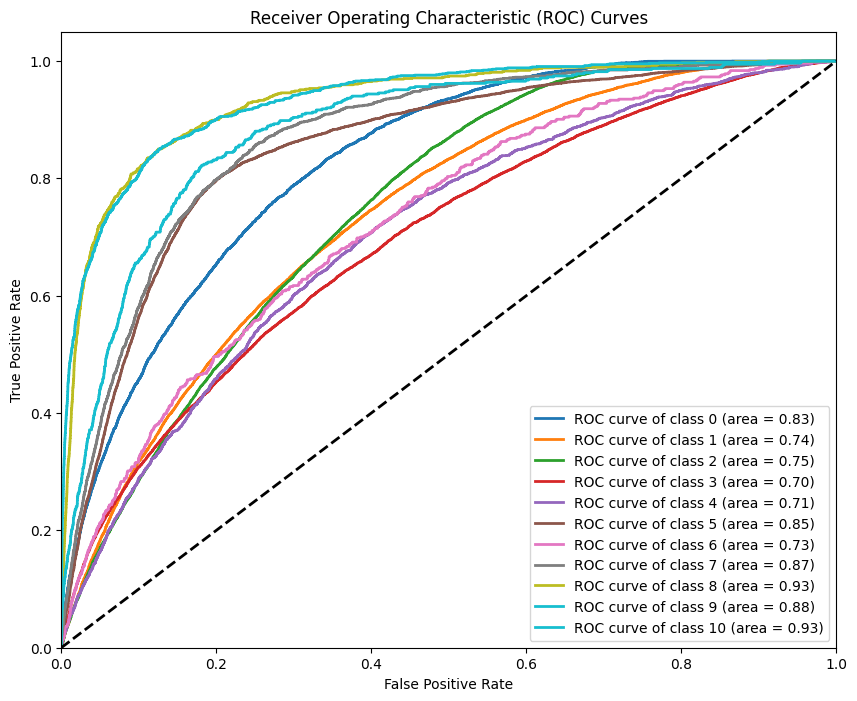 Receiver Operating Characteristic (ROC) Curves
1.0
0.8
0.6
0.4
0.2
0.0
True Positive Rate
ROC curve of class 0 (area = 0.83)
ROC curve of class 1 (area = 0.74)
ROC curve of class 2 (area = 0.75)
ROC curve of class 3 (area = 0.70)
ROC curve of class 4 (area = 0.71)
ROC curve of class 5 (area = 0.85)
ROC curve of class 6 (area = 0.73)
ROC curve of class 7 (area = 0.87)
ROC curve of class 8 (area = 0.93)
ROC curve of class 9 (area = 0.88)
ROC curve of class 10 (area = 0.93)
0.0 0.2 0.4 0.6 0.8 1.0
False Positive Rate